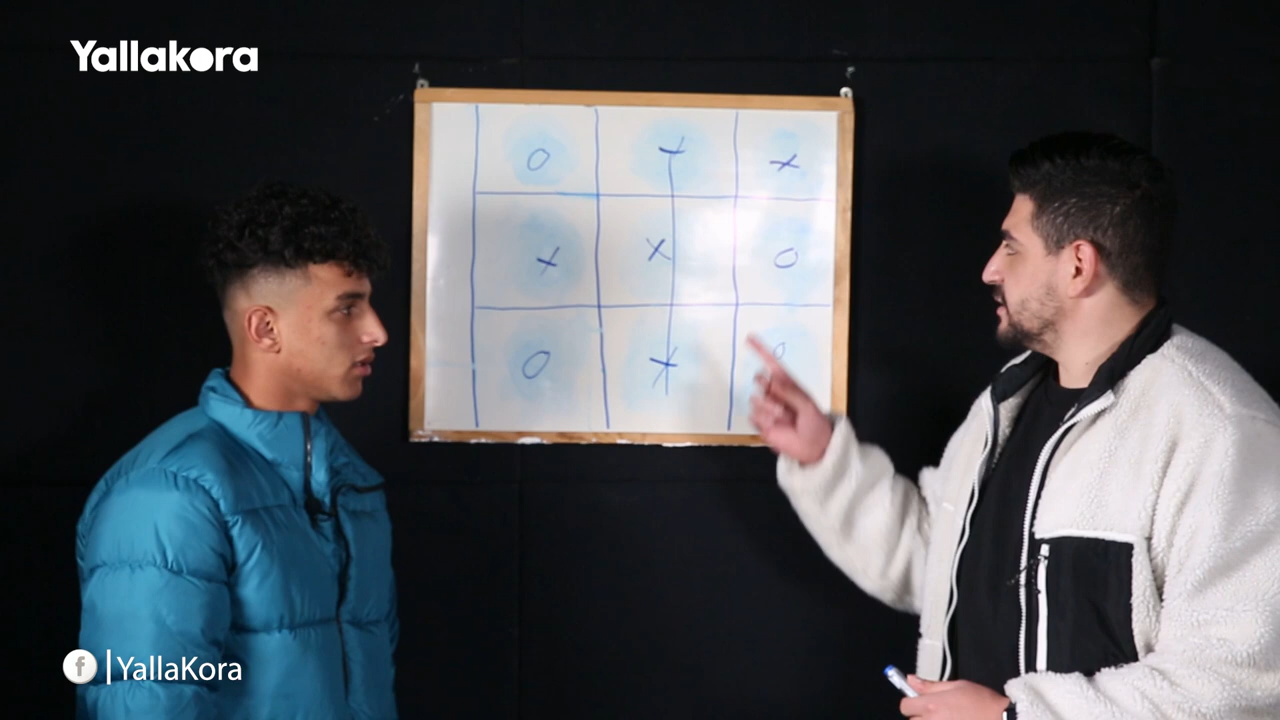 Yallakora
O X X
X X O
O X O
f | YallaKora